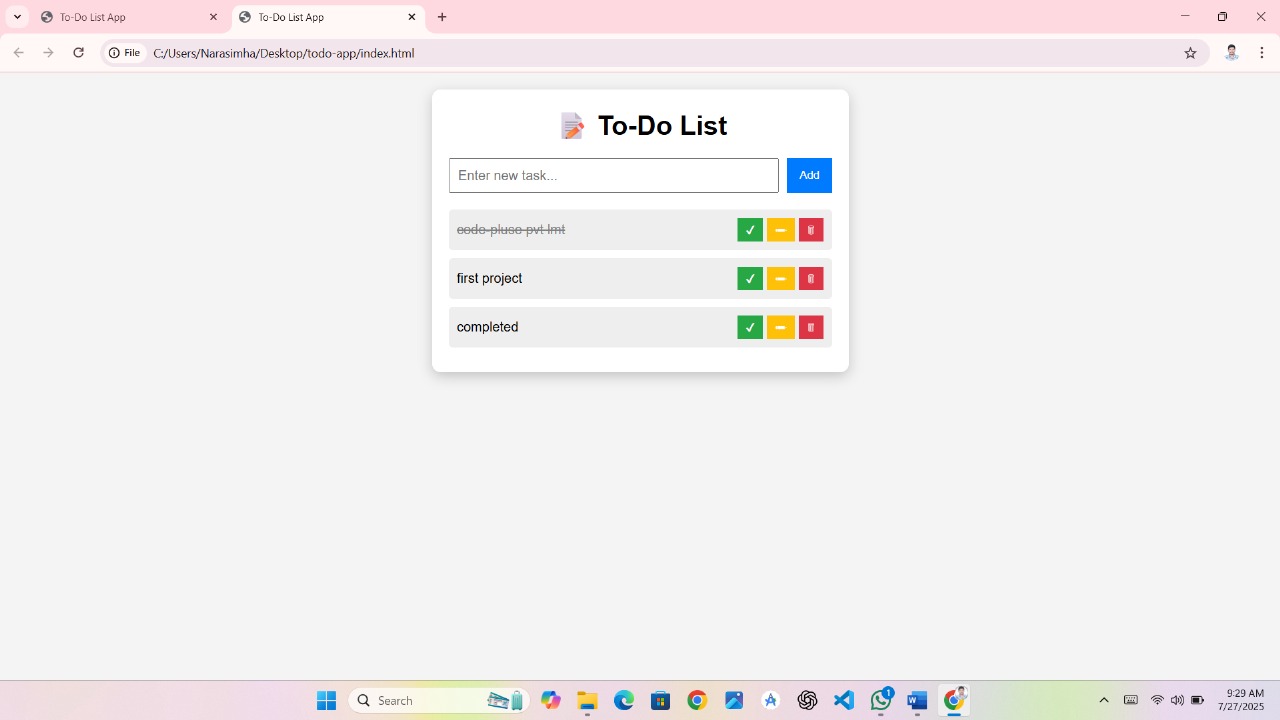 To-Do List App
To-Do List App
File
C:/Users/Narasimha/Desktop/todo-app/index.html
To-Do List
Enter new task...
Add
code-pluse pvt lmt
first project
completed
Search
1
9:29 AM
7/27/2025